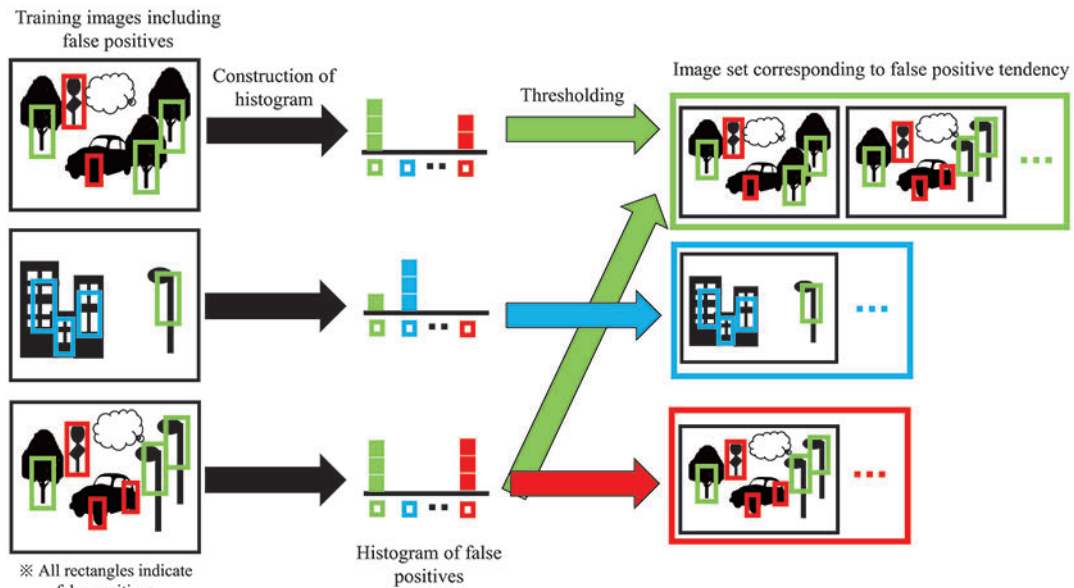 Training images including
false positives
Construction of
histogram
Thresholding
Image set corresponding to false positive tendency
Histogram of false
positives
※ All rectangles indicate